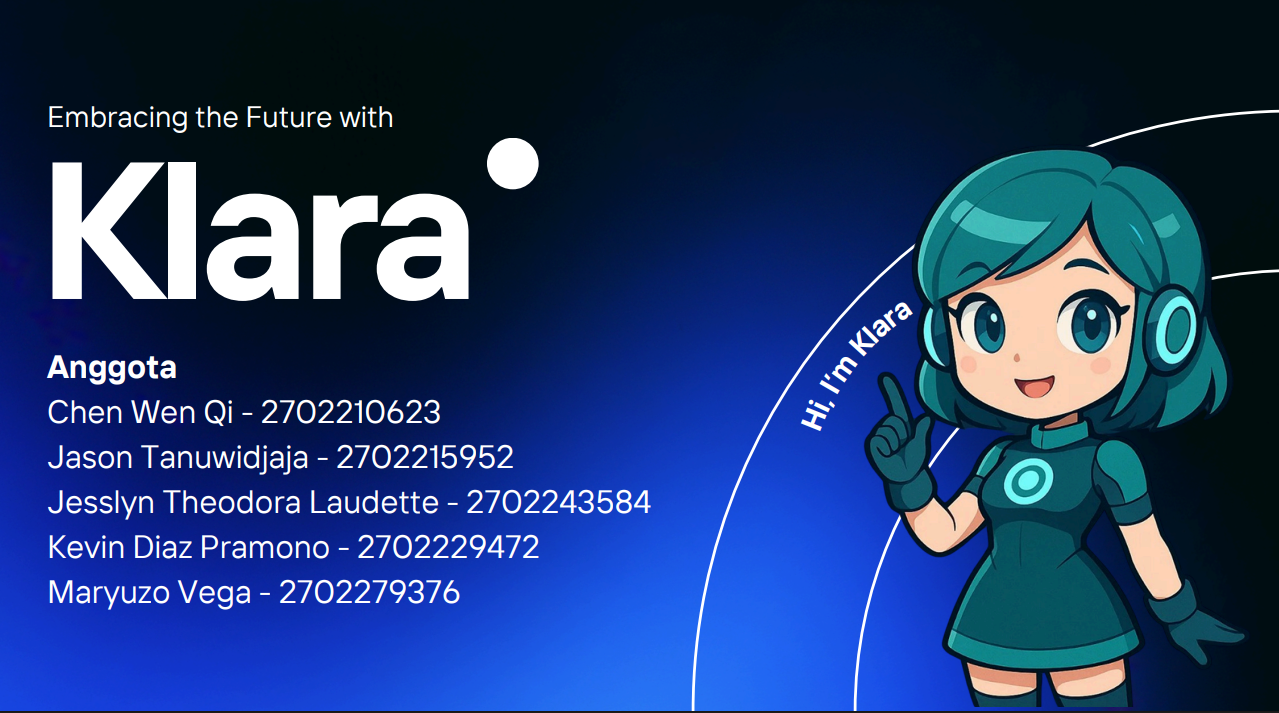 Embracing the Future with
Klara
Anggota
Chen Wen Qi - 2702210623
Jason Tanuwidjaja - 2702215952
Jesslyn Theodora Laudette - 2702243584
Kevin Diaz Pramono - 2702229472
Maryuzo Vega - 2702279376
Hi, I'm Klara